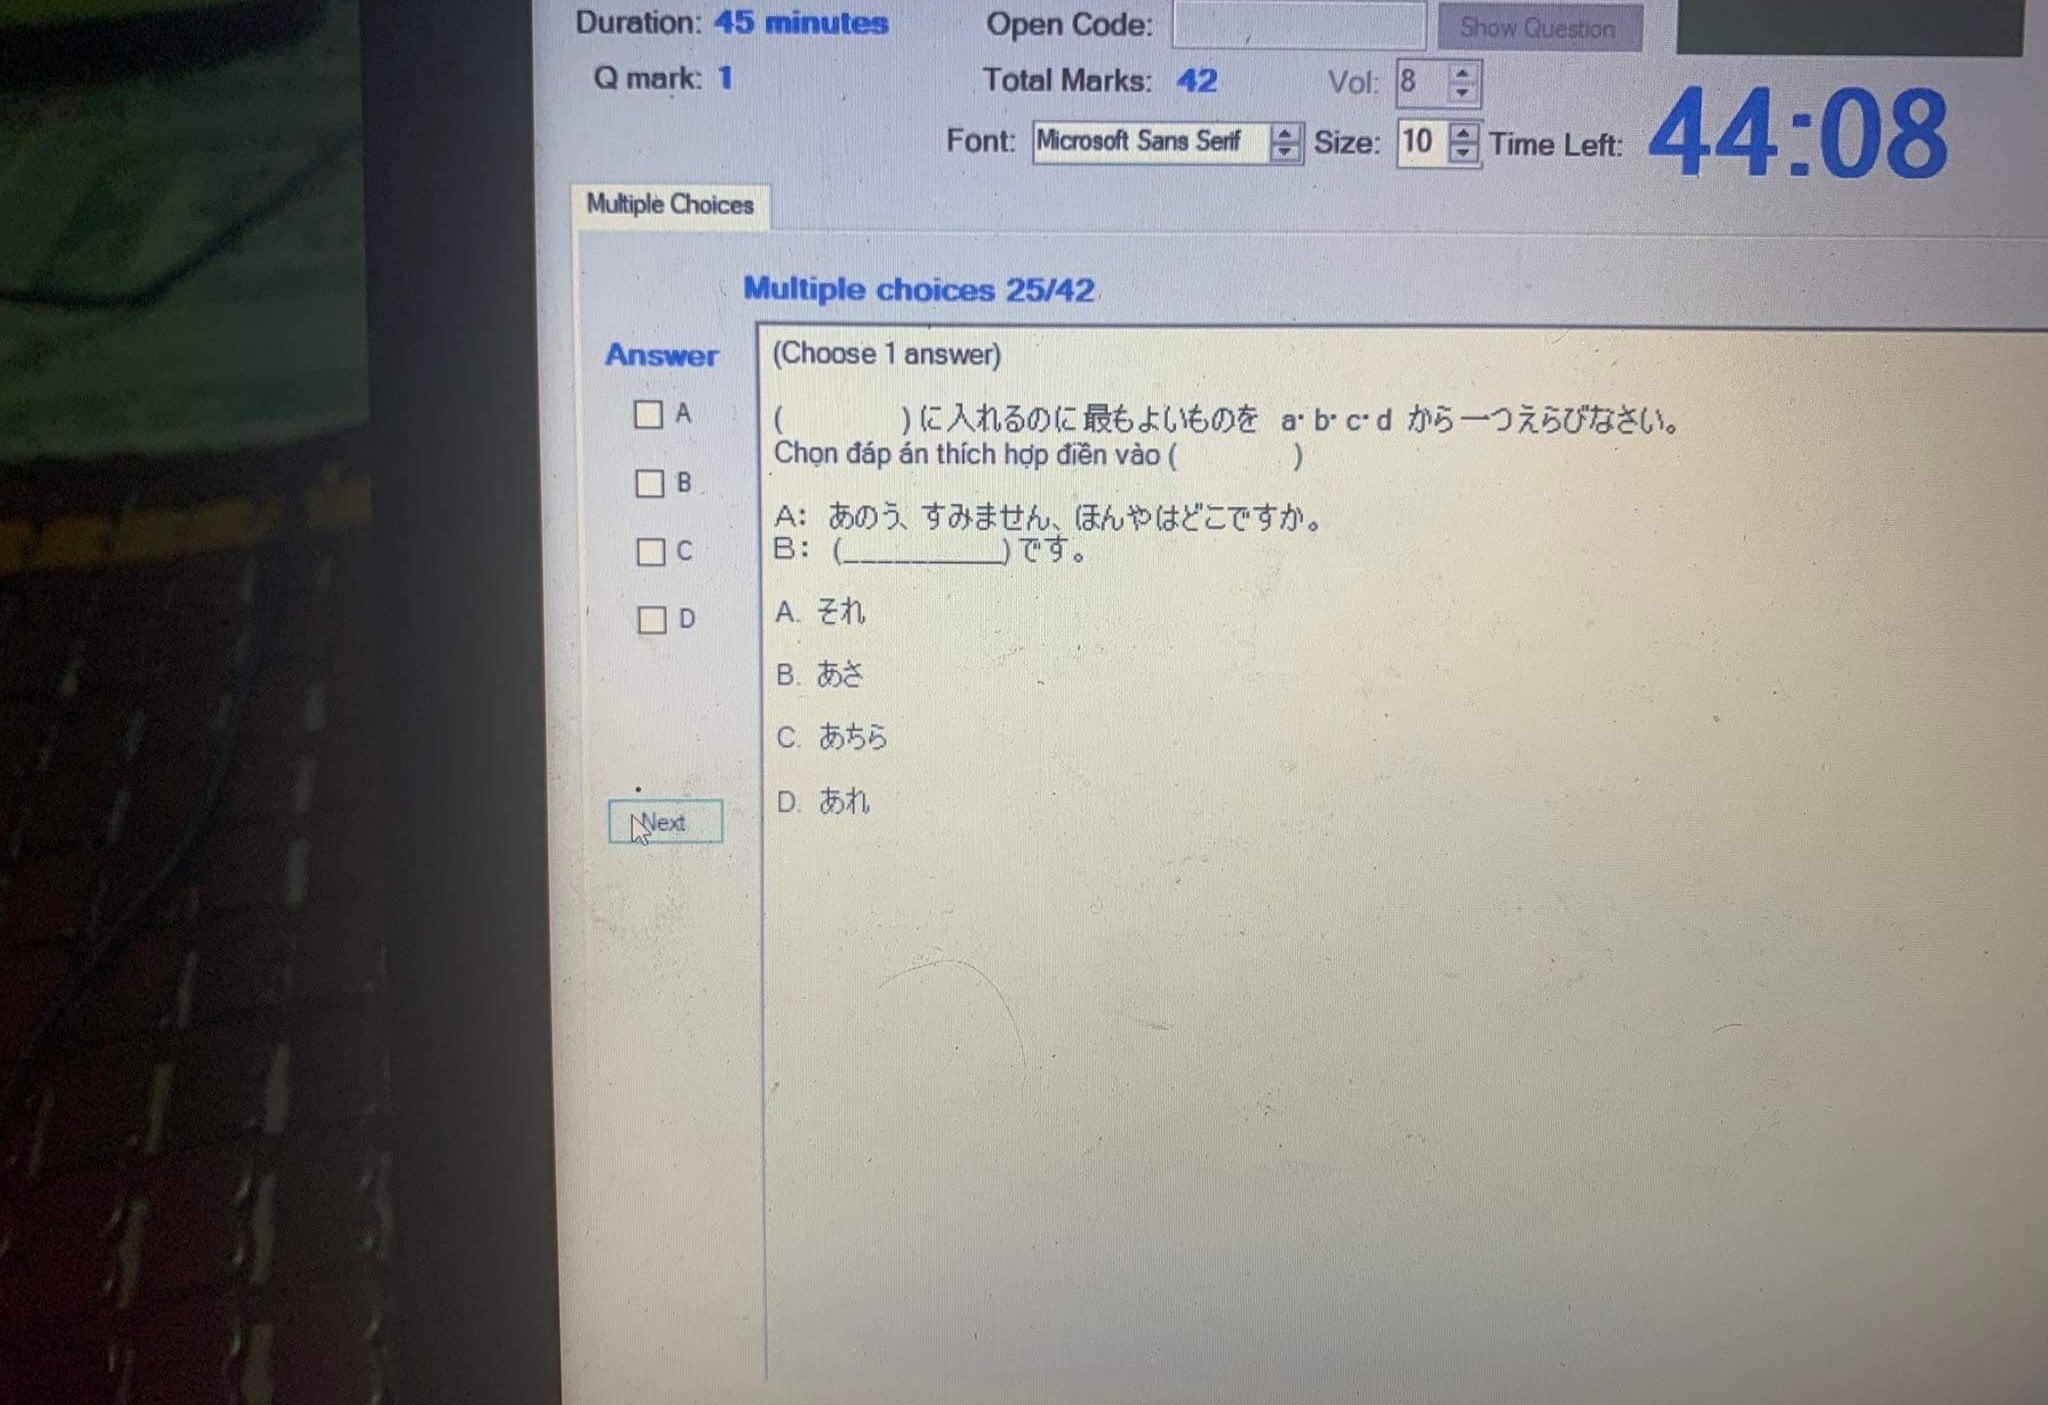 Duration: 45 minutes
Open Code:
Show Question
Q mark: 1
Total Marks: 42
Vol: 8
Font: Microsoft Sans Serif
Size: 10
Time Left: 44:08
Multiple Choices
Multiple choices 25/42
Answer
A
B
C
D
Next
(Choose 1 answer)
( )に入れるのに最もよいものを a· b· c· d から一つえらびなさい。
Chọn đáp án thích hợp điền vào ( )
A: あのう、すみません、ほんやはどこですか。
B: (__________)です。
A. それ
B. あさ
C. あちら
D. あれ